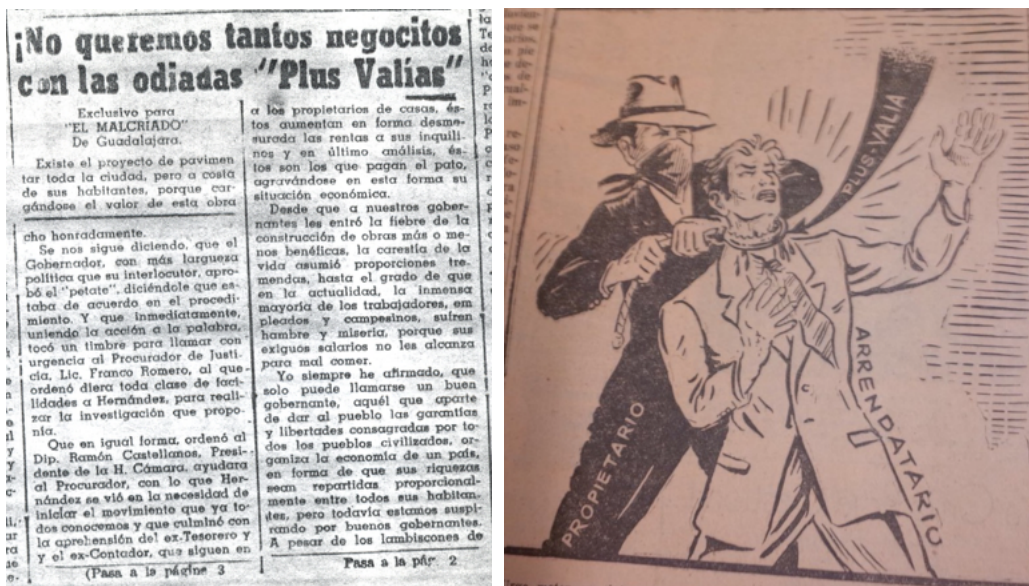 ¡No queremos tantos negocitos
con las odiadas "Plus Valías"
Exclusivo para
"EL MALCRIADO"
De Guadalajara.
Existe el proyecto de pavimen
tar toda la ciudad, pero a costa
de sus habitantes, porque car-
gándose el valor de esta obra
a los propietarios de casas, és-
tos aumentan en forma desme-
surada las rentas a sus inquili-
nos y en último análisis, és-
tos son los que pagan el pato,
agravándose en esta forma su
situación económica.
Desde que a nuestros gober-
nantes les entró la fiebre de la
construcción de obras más o me-
nos benéficas, la carestía de la
vida asumió proporciones tre-
mendas, hasta el grado de que
en la actualidad, la inmensa
mayoría de los trabajadores, em
pleados y campesinos, sufren
hambre y miseria, porque sus
exiguos salarios no les alcanza
para mal comer.
Yo siempre he afirmado, que
solo puede llamarse un buen
gobernante, aquél que aparte
de dar al pueblo las garantías
y libertades consagradas por to-
dos los pueblos civilizados, or-
ganiza la economía de un país,
en forma de que sus riquezas
sean repartidas proporcional-
mente entre todos sus habitan-
tes, pero todavía estamos suspi-
rando por buenos gobernantes.
A pesar de los lambiscones de
Pasa a la pár. 2
cho honradamente.
Se nos sigue diciendo, que el
Gobernador, con más largueza
política que su interlocutor, apro-
bó el "petate", diciéndole que es-
taba de acuerdo en el procedi-
miento Y que inmediatamente,
uniendo la acción a la palabra,
tocó un timbre para llamar con
urgencia al Procurador de Justi-
cia, Lic. Franco Romero, al que
ordenó diera toda clase de faci-
lidades a Hernández, para reali-
zar la investigación que propo-
nía.
Que en igual forma, ordenó al
Dip. Ramón Castellanos, Presi-
dente de la H. Cámara, ayudara
al Procurador, con lo que Her-
nández se vió en la necesidad de
iniciar el movimiento que ya to-
dos conocemos y que culminó con
la aprehensión del ex-Tesorero y
y el ex-Contador, que siguen en
(Pasa a la página 3
PLUS-VALIA
PROPIETARIO
ARRENDATARIO.